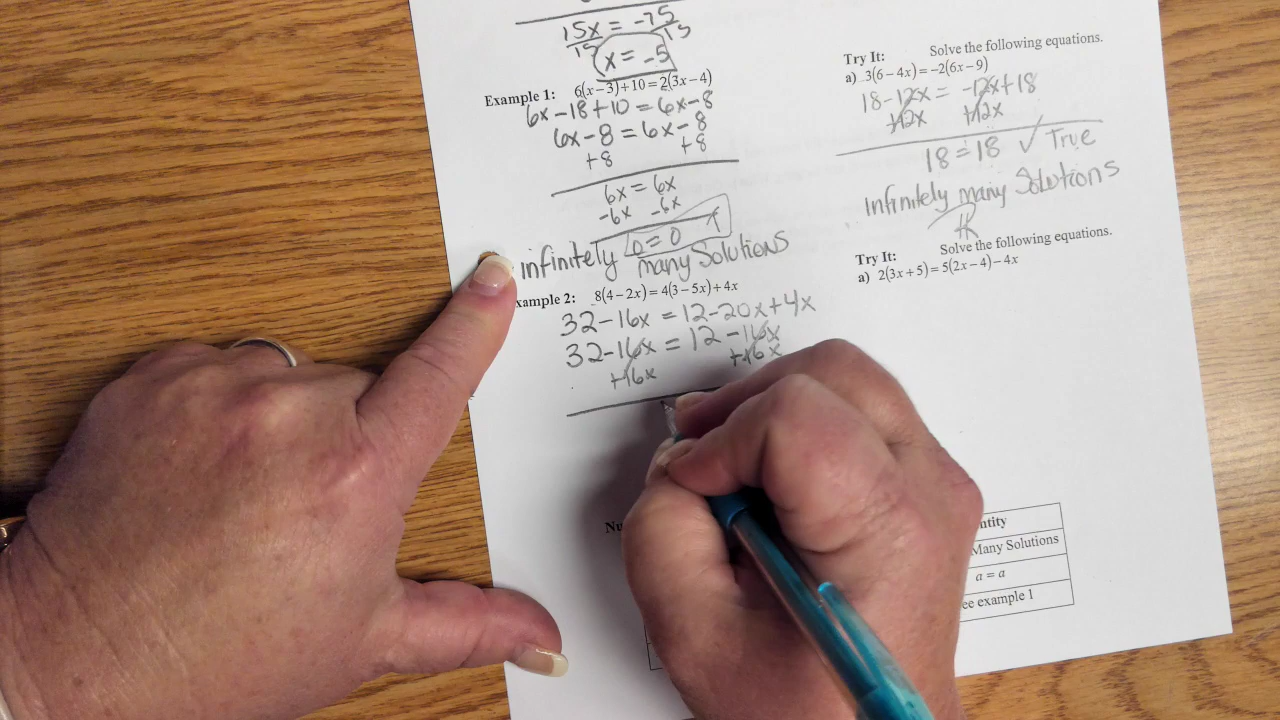 15x = -75
15 15
x = -5
Example 1: 6(x-3)+10=2(3x-4)
6x-18+10 = 6x-8
6x-8 = 6x-8
+8 +8
6x = 6x
-6x -6x
0=0
infinitely many Solutions
xample 2: 8(4-2x)=4(3-5x)+4x
32-16x = 12-20x+4x
32-16x = 12-16x
+16x +16x
Try It: Solve the following equations.
a) 3(6-4x)=-2(6x-9)
18-12x = -12x+18
+12x +12x
18=18 ✓ True
Infinitely many Solutions
Try It: Solve the following equations.
a) 2(3x+5)=5(2x-4)-4x
ntity
Many Solutions
a = a
ee example 1